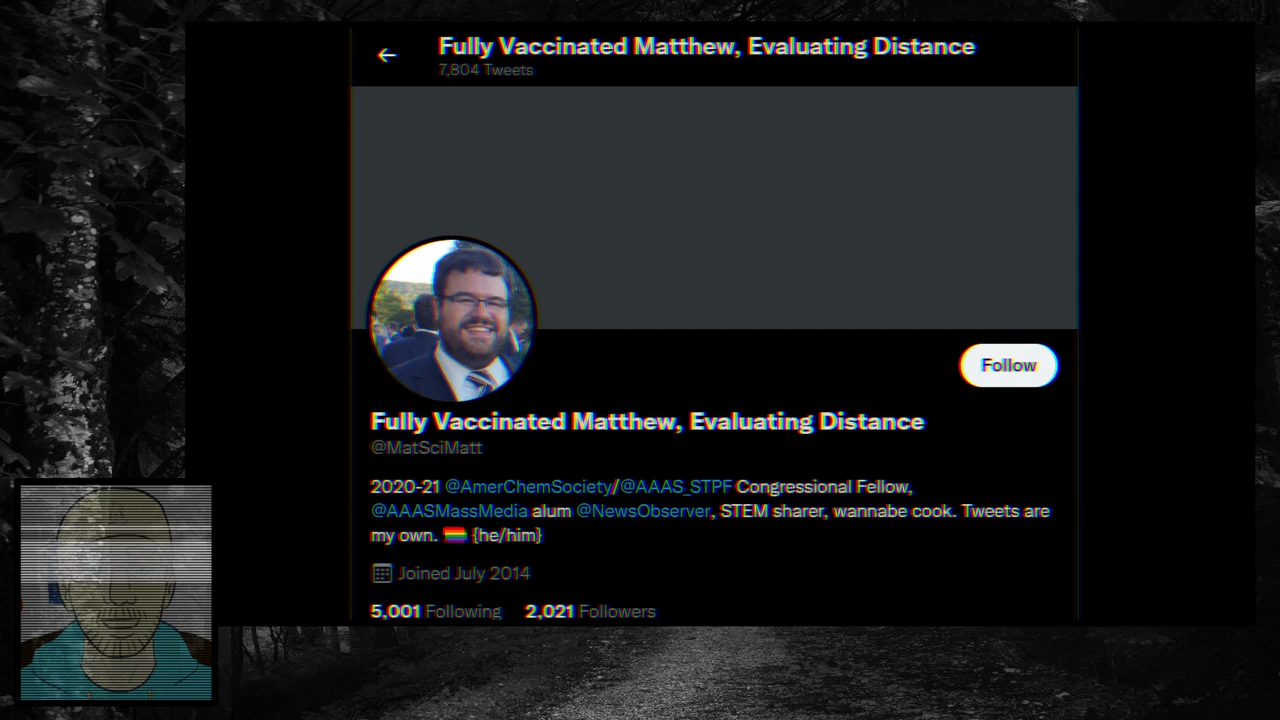 Fully Vaccinated Matthew, Evaluating Distance
7,804 Tweets
Follow
Fully Vaccinated Matthew, Evaluating Distance
@MatSciMatt
2020-21 @AmerChemSociety/@AAAS_STPF Congressional Fellow,
@AAASMassMedia alum @NewsObserver, STEM sharer, wannabe cook. Tweets are
my own. 🏳️‍🌈 {he/him}
Joined July 2014
5,001 Following 2,021 Followers